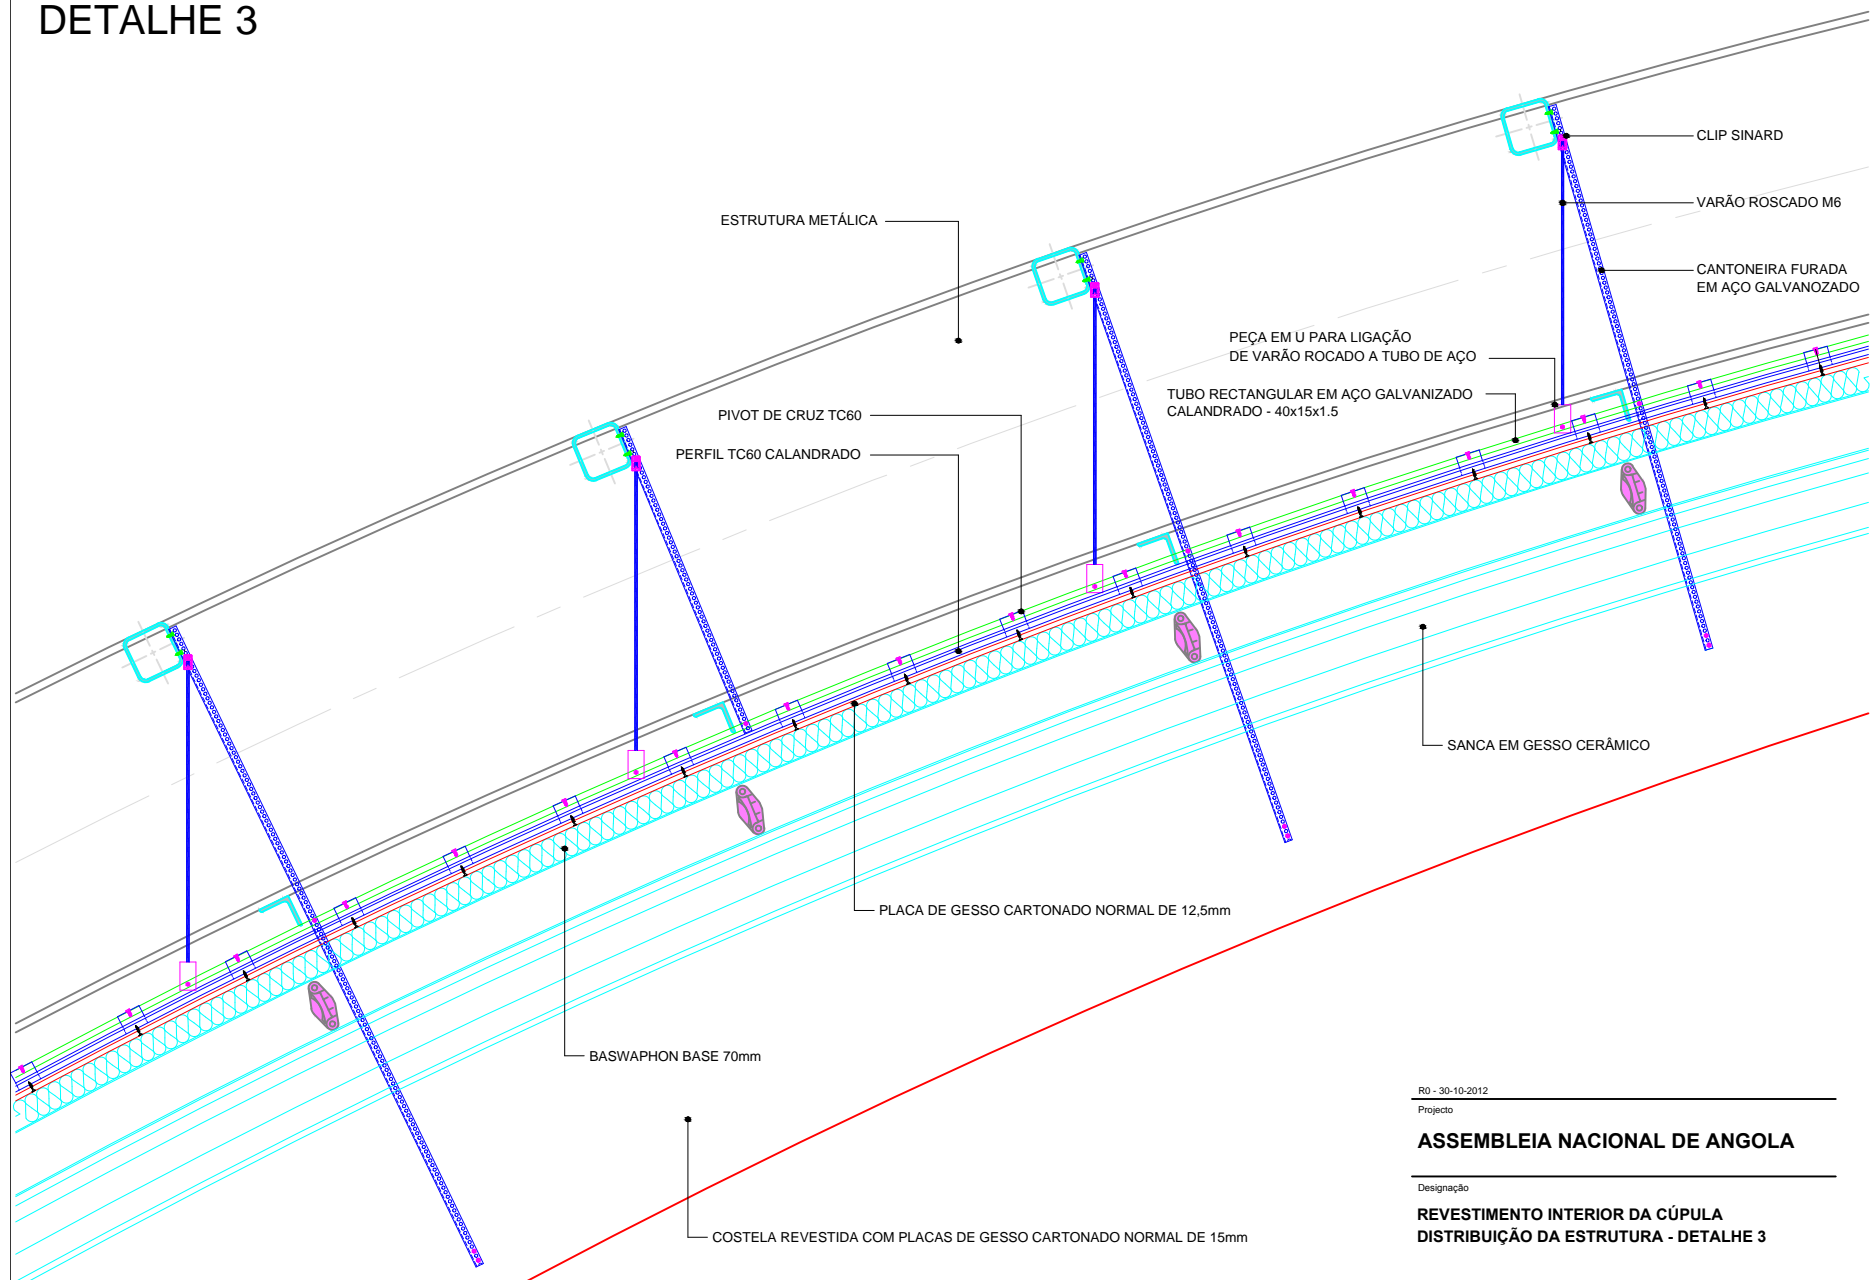 DETALHE 3
CLIP SINARD
VARÃO ROSCADO M6
ESTRUTURA METÁLICA
CANTONEIRA FURADA
EM AÇO GALVANOZADO
PEÇA EM U PARA LIGAÇÃO
DE VARÃO ROCADO A TUBO DE AÇO
TUBO RECTANGULAR EM AÇO GALVANIZADO
CALANDRADO - 40x15x1.5
PIVOT DE CRUZ TC60
PERFIL TC60 CALANDRADO
SANCA EM GESSO CERÂMICO
PLACA DE GESSO CARTONADO NORMAL DE 12,5mm
BASWAPHON BASE 70mm
COSTELA REVESTIDA COM PLACAS DE GESSO CARTONADO NORMAL DE 15mm
R0 - 30-10-2012
Projecto
ASSEMBLEIA NACIONAL DE ANGOLA
Designação
REVESTIMENTO INTERIOR DA CÚPULA
DISTRIBUIÇÃO DA ESTRUTURA - DETALHE 3